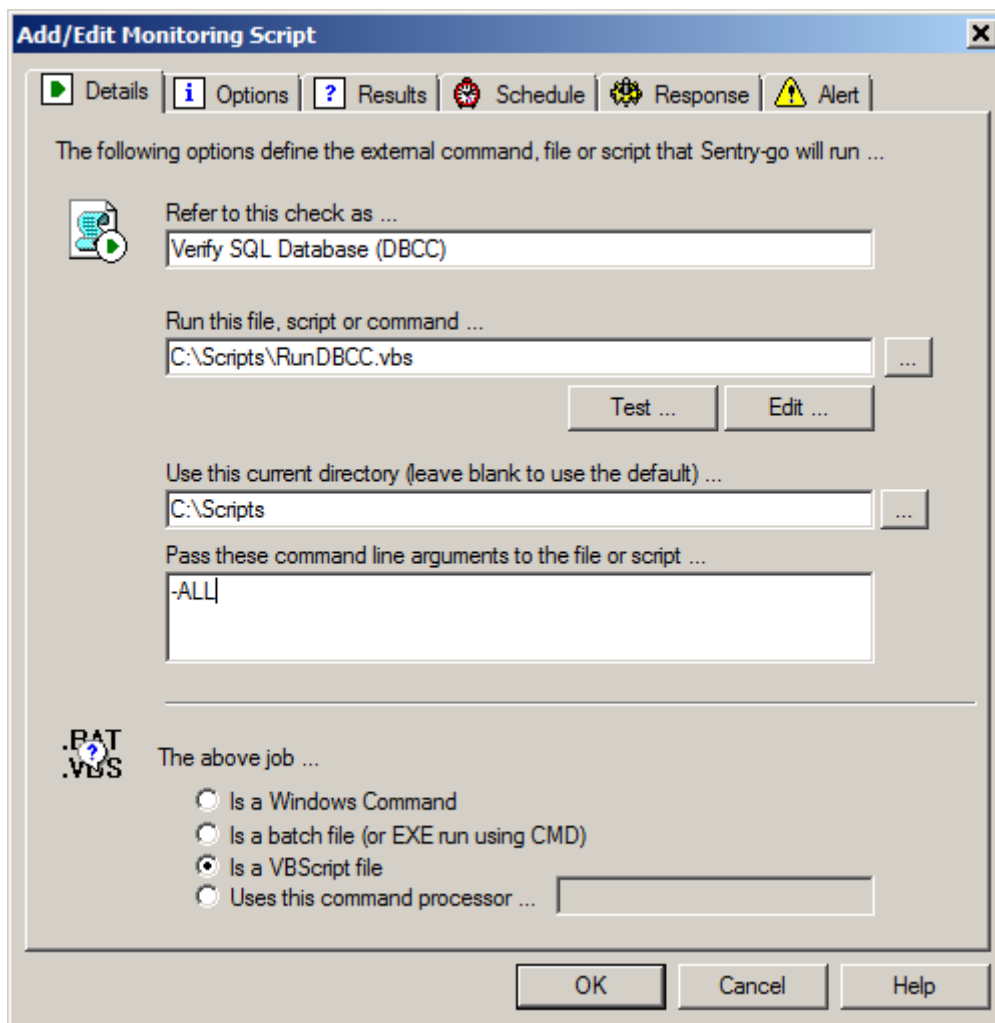 Add/Edit Monitoring Script
Details Options Results Schedule Response Alert
The following options define the external command, file or script that Sentry-go will run ...
Refer to this check as ...
Verify SQL Database (DBCC)
Run this file, script or command ...
C:\Scripts\RunDBCC.vbs
...
Test ... Edit ...
Use this current directory (leave blank to use the default) ...
C:\Scripts
...
Pass these command line arguments to the file or script ...
-ALL
.BAT
.VBS
The above job ...
Is a Windows Command
Is a batch file (or EXE run using CMD)
Is a VBScript file
Uses this command processor ...
OK Cancel Help